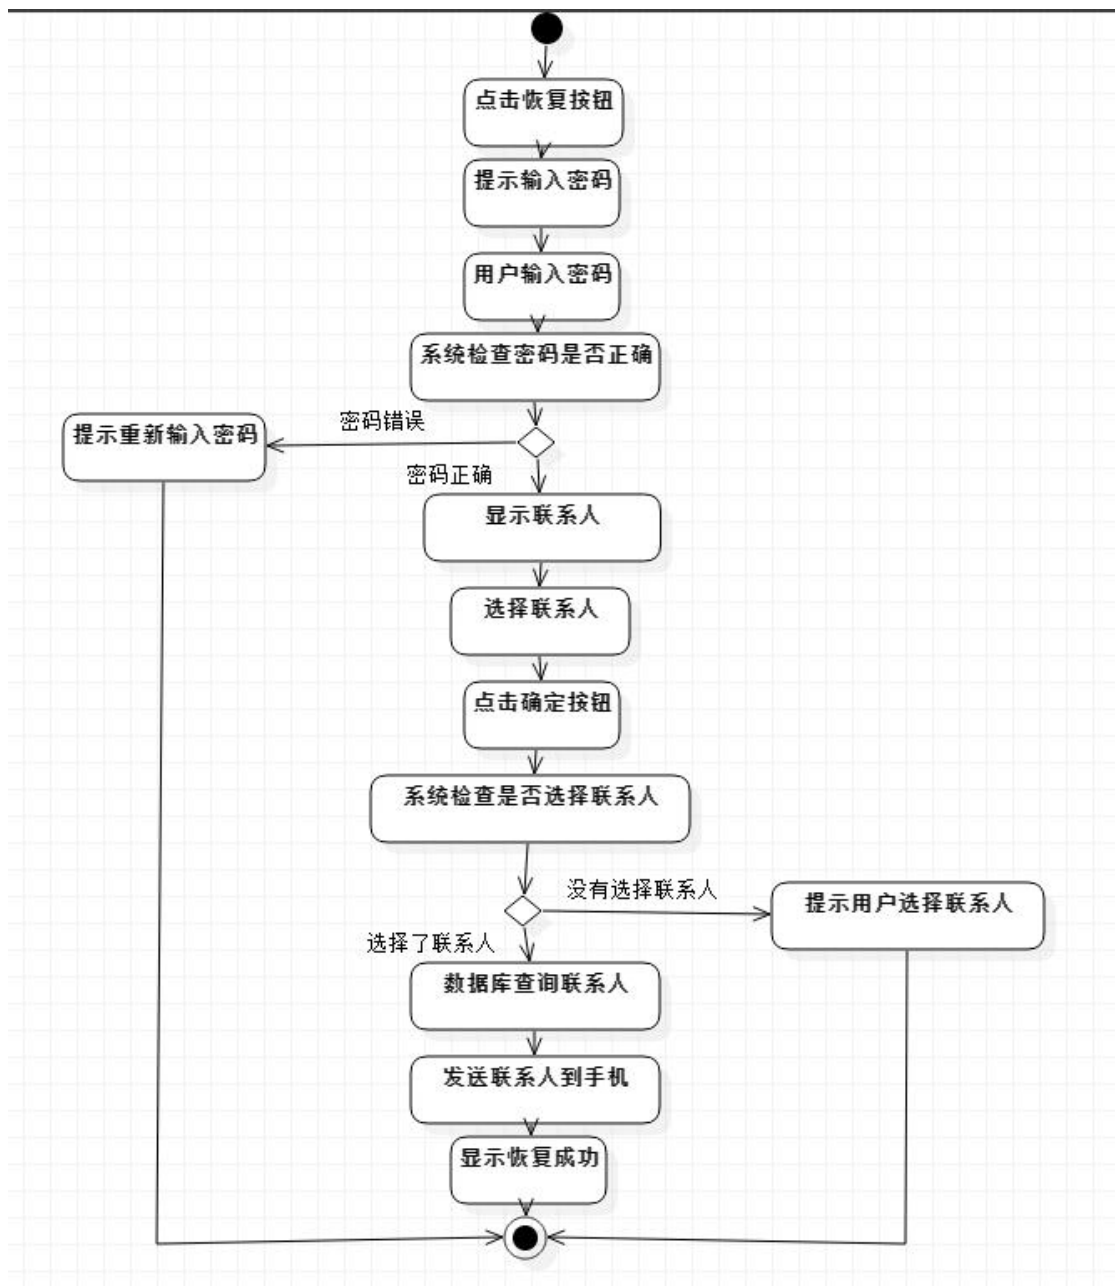 点击恢复按钮
提示输入密码
用户输入密码
系统检查密码是否正确
密码错误
提示重新输入密码
密码正确
显示联系人
选择联系人
点击确定按钮
系统检查是否选择联系人
没有选择联系人
提示用户选择联系人
选择了联系人
数据库查询联系人
发送联系人到手机
显示恢复成功